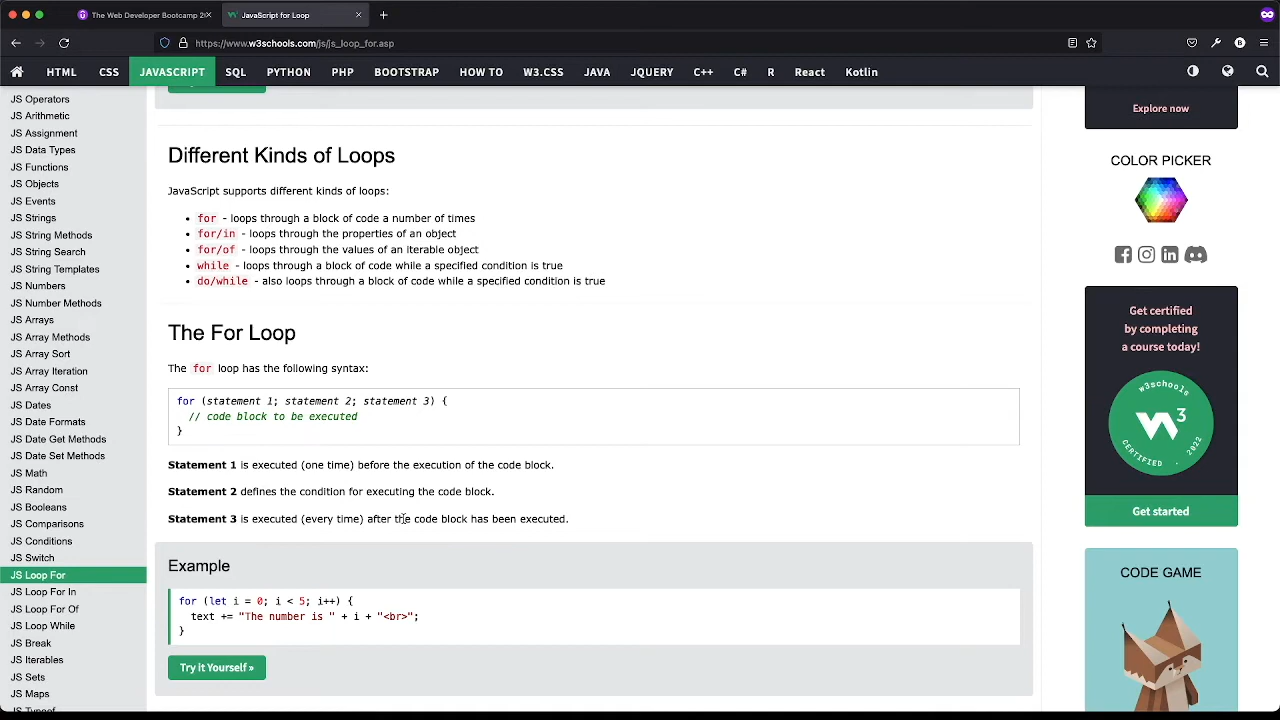 The Web Developer Bootcamp 20
JavaScript for Loop
https://www.w3schools.com/js/js_loop_for.asp
HTML CSS JAVASCRIPT SQL PYTHON PHP BOOTSTRAP HOW TO W3.CSS JAVA JQUERY C++ C# R React Kotlin
JS Operators
JS Arithmetic
JS Assignment
JS Data Types
JS Functions
JS Objects
JS Events
JS Strings
JS String Methods
JS String Search
JS String Templates
JS Numbers
JS Number Methods
JS Arrays
JS Array Methods
JS Array Sort
JS Array Iteration
JS Array Const
JS Dates
JS Date Formats
JS Date Get Methods
JS Date Set Methods
JS Math
JS Random
JS Booleans
JS Comparisons
JS Conditions
JS Switch
JS Loop For
JS Loop For In
JS Loop For Of
JS Loop While
JS Break
JS Iterables
JS Sets
JS Maps
JS Typeof
Different Kinds of Loops
JavaScript supports different kinds of loops:
• for - loops through a block of code a number of times
• for/in - loops through the properties of an object
• for/of - loops through the values of an iterable object
• while - loops through a block of code while a specified condition is true
• do/while - also loops through a block of code while a specified condition is true
The For Loop
The for loop has the following syntax:
for (statement 1; statement 2; statement 3) {
// code block to be executed
}
Statement 1 is executed (one time) before the execution of the code block.
Statement 2 defines the condition for executing the code block.
Statement 3 is executed (every time) after the code block has been executed.
Example
for (let i = 0; i < 5; i++) {
text += "The number is " + i + "<br>";
}
Try it Yourself »
Explore now
COLOR PICKER
Get certified
by completing
a course today!
w3schools
3
CERTIFIED . 2022
Get started
CODE GAME